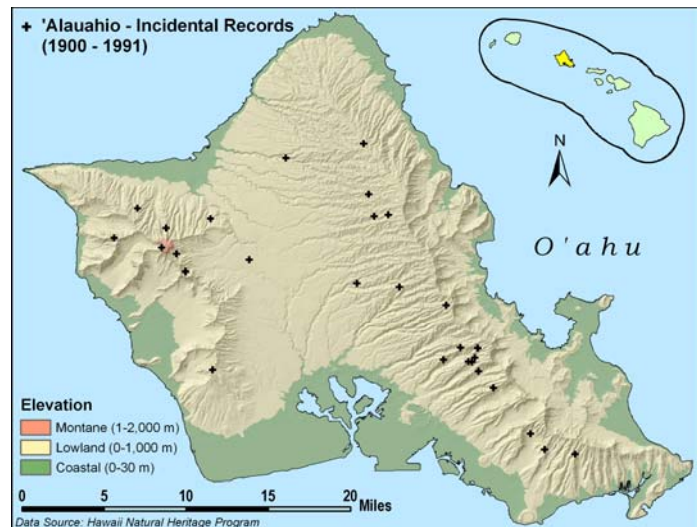 + 'Alauahio - Incidental Records
(1900 - 1991)
N
O'ahu
Elevation
Montane (1-2,000 m)
Lowland (0-1,000 m)
Coastal (0-30 m)
0 5 10 15 20 Miles
Data Source: Hawaii Natural Heritage Program